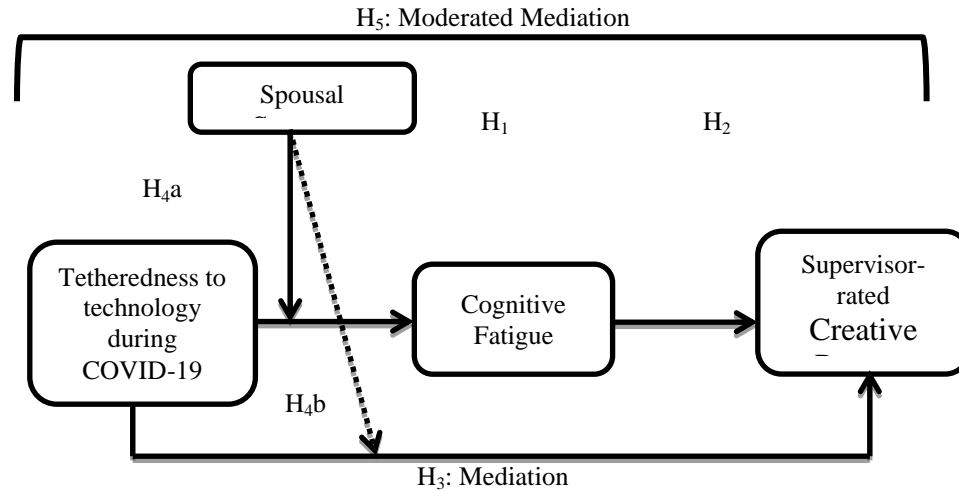 H₅: Moderated Mediation
Spousal
H₁
H₂
H₄a
Tetheredness to
technology
during
COVID-19
Cognitive
Fatigue
Supervisor-
rated
Creative
H₄b
H₃: Mediation